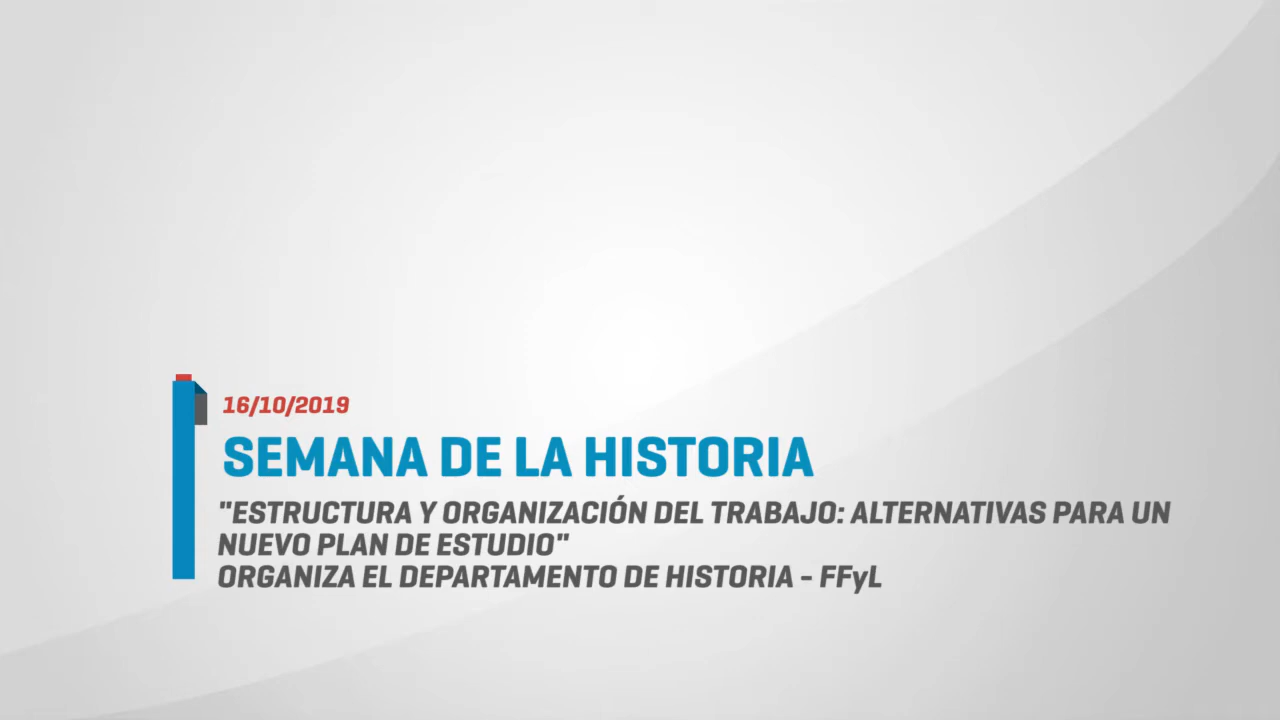 16/10/2019
SEMANA DE LA HISTORIA
"ESTRUCTURA Y ORGANIZACIÓN DEL TRABAJO: ALTERNATIVAS PARA UN
NUEVO PLAN DE ESTUDIO"
ORGANIZA EL DEPARTAMENTO DE HISTORIA - FFyL